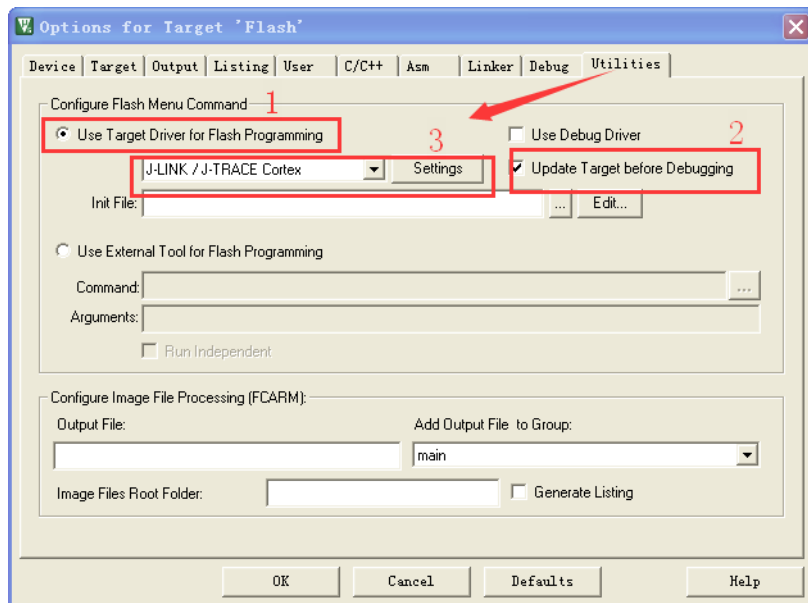 Options for Target 'Flash'
Device Target Output Listing User C/C++ Asm Linker Debug Utilities
Configure Flash Menu Command
1
Use Target Driver for Flash Programming
Use Debug Driver
2
3
J-LINK / J-TRACE Cortex
Settings
Update Target before Debugging
Init File:
...
Edit...
Use External Tool for Flash Programming
Command:
...
Arguments:
Run Independent
Configure Image File Processing (FCARM):
Output File:
Add Output File to Group:
main
Image Files Root Folder:
Generate Listing
OK Cancel Defaults Help